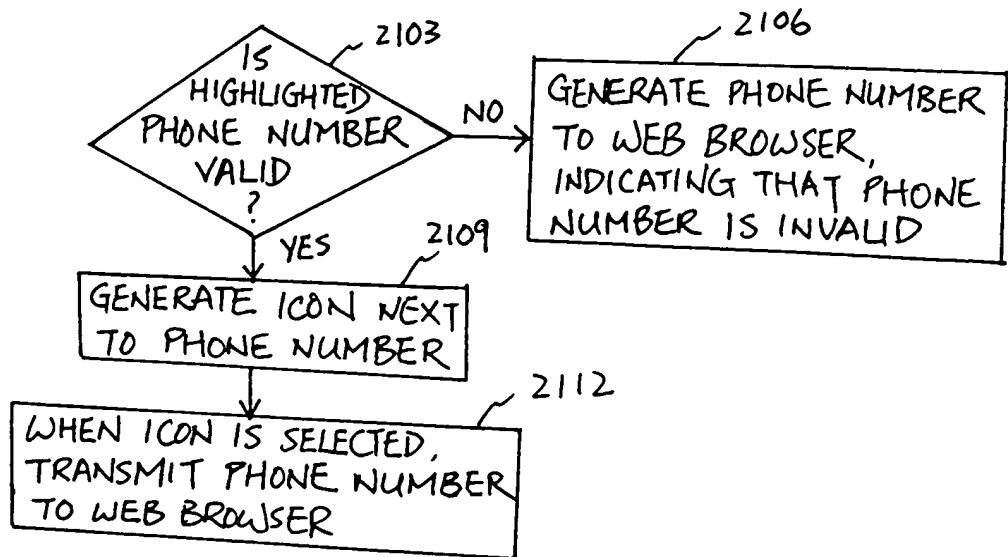 2103
IS
HIGHLIGHTED
PHONE NUMBER
VALID
?
NO
2106
GENERATE PHONE NUMBER
TO WEB BROWSER,
INDICATING THAT PHONE
NUMBER IS INVALID
YES
2109
GENERATE ICON NEXT
TO PHONE NUMBER
2112
WHEN ICON IS SELECTED,
TRANSMIT PHONE NUMBER
TO WEB BROWSER